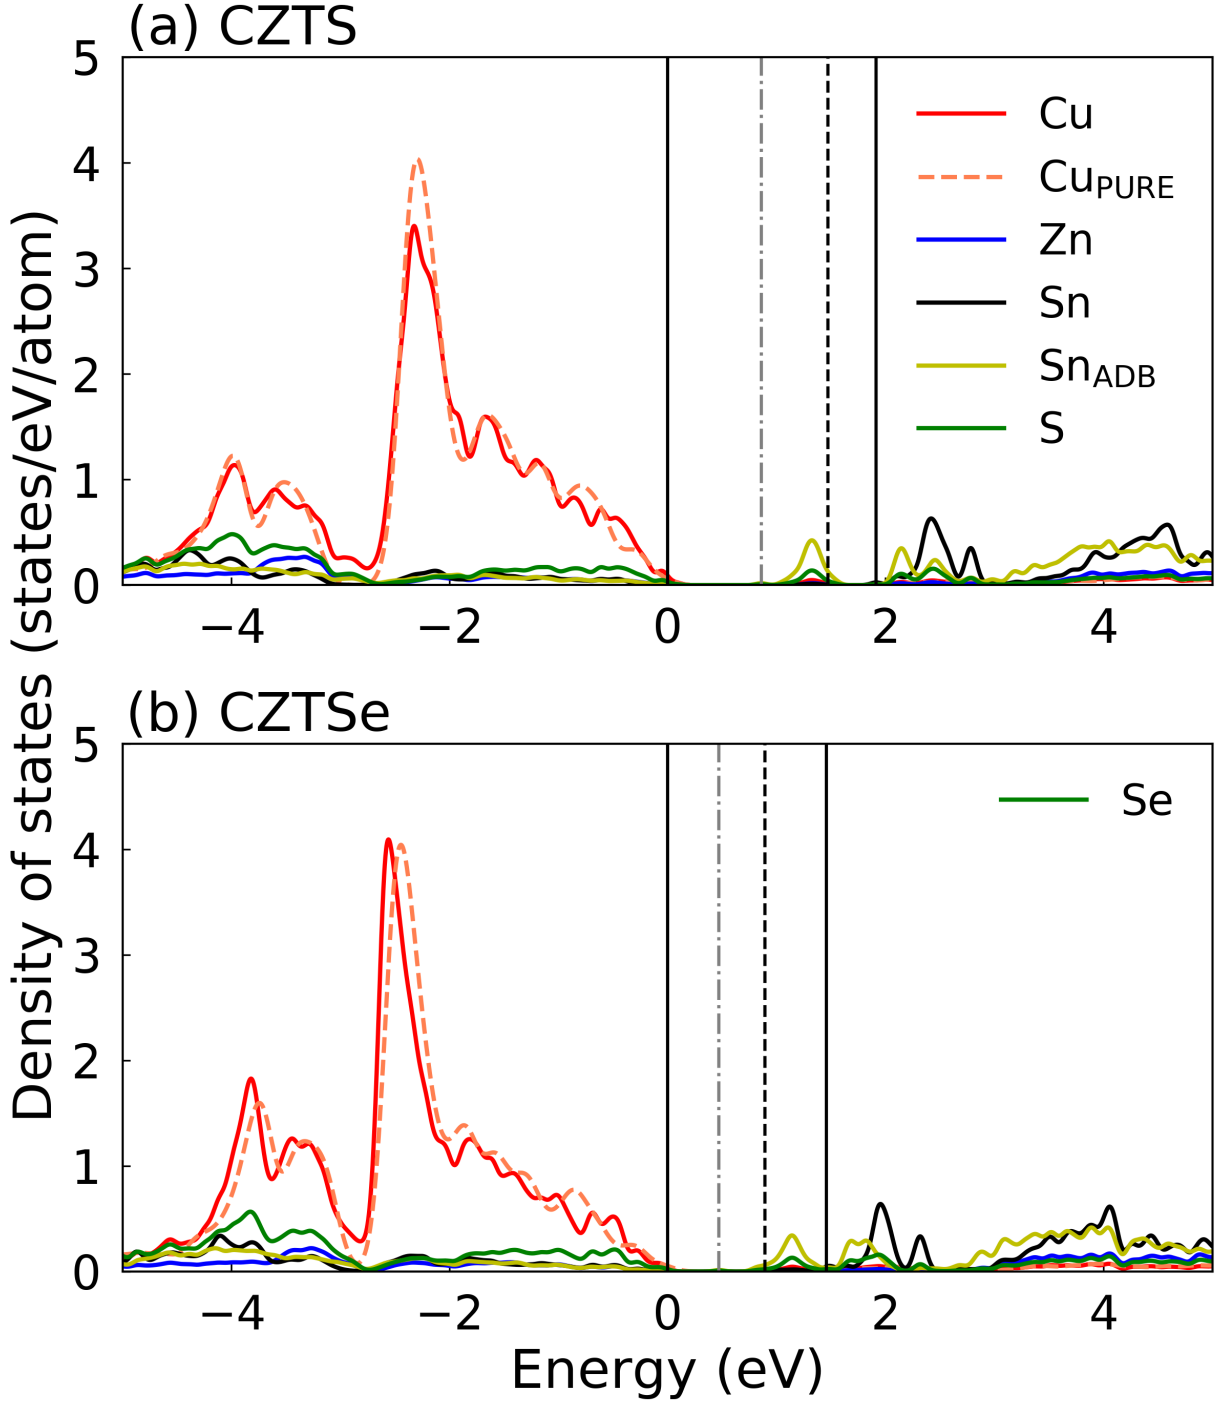 (a) CZTS
5
4
3
2
1
0
−4
−2
0
2
4
Cu
CuPURE
Zn
Sn
SnADB
S
Density of states (states/eV/atom)
(b) CZTSe
5
4
3
2
1
0
−4
−2
0
2
4
Se
Energy (eV)